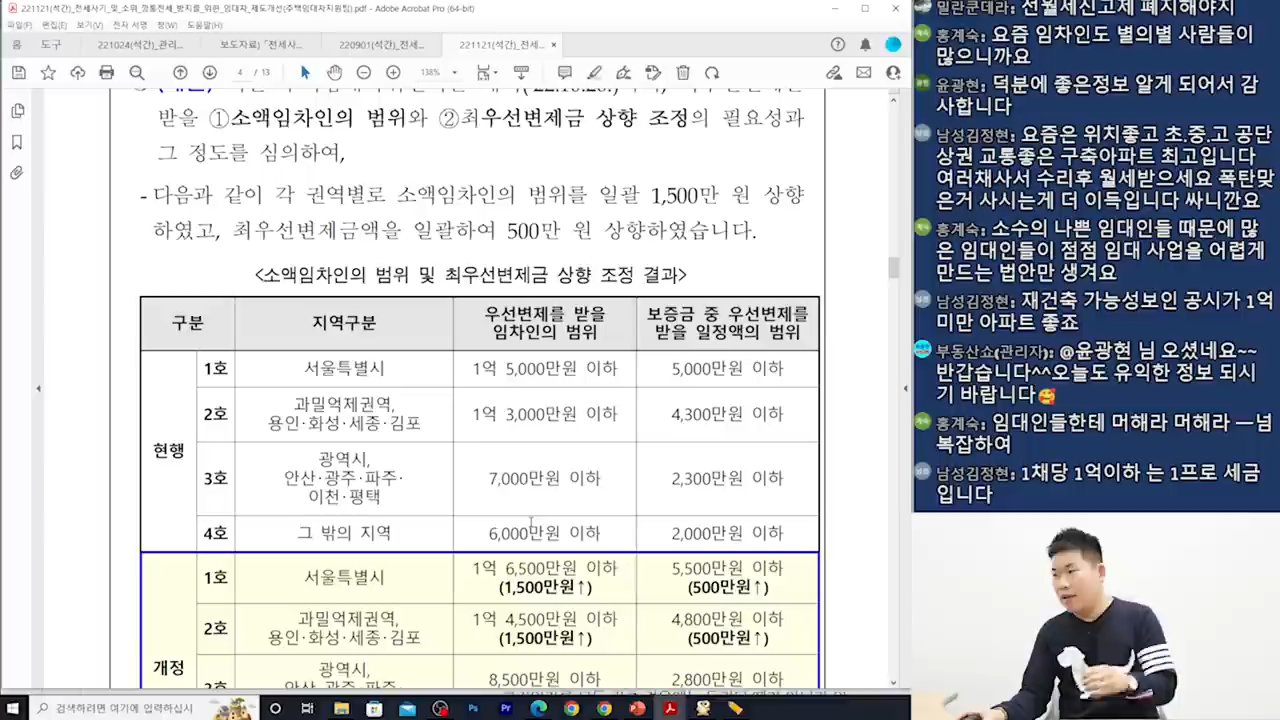 221121(석간)_전세사기_및_소위_깡통전세_방지를_위한_임대차_제도개선(주택임대차지원팀).pdf - Adobe Acrobat Pro (64-bit)
파일(F) 편집(E) 보기(V) 전자 서명 창(W) 도움말(H)
홈 도구 221024(석간)_관리... 보도자료「전세사... 220901(석간)_전세... 221121(석간)_전세... ×
/ 13 138%
받을 ①소액임차인의 범위와 ②최우선변제금 상향 조정의 필요성과
그 정도를 심의하여,
- 다음과 같이 각 권역별로 소액임차인의 범위를 일괄 1,500만 원 상향
하였고, 최우선변제금액을 일괄하여 500만 원 상향하였습니다.
<소액임차인의 범위 및 최우선변제금 상향 조정 결과>
구분 지역구분 우선변제를 받을 임차인의 범위 보증금 중 우선변제를 받을 일정액의 범위
현행
1호 서울특별시 1억 5,000만원 이하 5,000만원 이하
2호 과밀억제권역, 용인·화성·세종·김포 1억 3,000만원 이하 4,300만원 이하
3호 광역시, 안산·광주·파주·이천·평택 7,000만원 이하 2,300만원 이하
4호 그 밖의 지역 6,000만원 이하 2,000만원 이하
개정
1호 서울특별시 1억 6,500만원 이하 (1,500만원↑) 5,500만원 이하 (500만원↑)
2호 과밀억제권역, 용인·화성·세종·김포 1억 4,500만원 이하 (1,500만원↑) 4,800만원 이하 (500만원↑)
광역시, 8,500만원 이하 2,800만원 이하
검색하려면 여기에 입력하십시
밀란쿤데라: 전월세신고제 폐지해야지
홍계숙: 요즘 임차인도 별의별 사람들이
많으니까요
윤광현: 덕분에 좋은정보 알게 되어서 감
사합니다
남성김정현: 요즘은 위치좋고 초.중.고 공단
상권 교통좋은 구축아파트 최고입니다
여러채사서 수리후 월세받으세요 폭탄맞
은거 사시는게 더 이득입니다 싸니깐요
홍계숙: 소수의 나쁜 임대인들 때문에 많
은 임대인들이 점점 임대 사업을 어렵게
만드는 법안만 생겨요
남성김정현: 재건축 가능성보인 공시가 1억
미만 아파트 좋죠
부동산쇼(관리자): @윤광현 님 오셨네요~~
반갑습니다^^오늘도 유익한 정보 되시
기 바랍니다🥰
홍계숙: 임대인들한테 머해라 머해라 ㅡ넘
복잡하여
남성김정현: 1채당 1억이하 는 1프로 세금
입니다